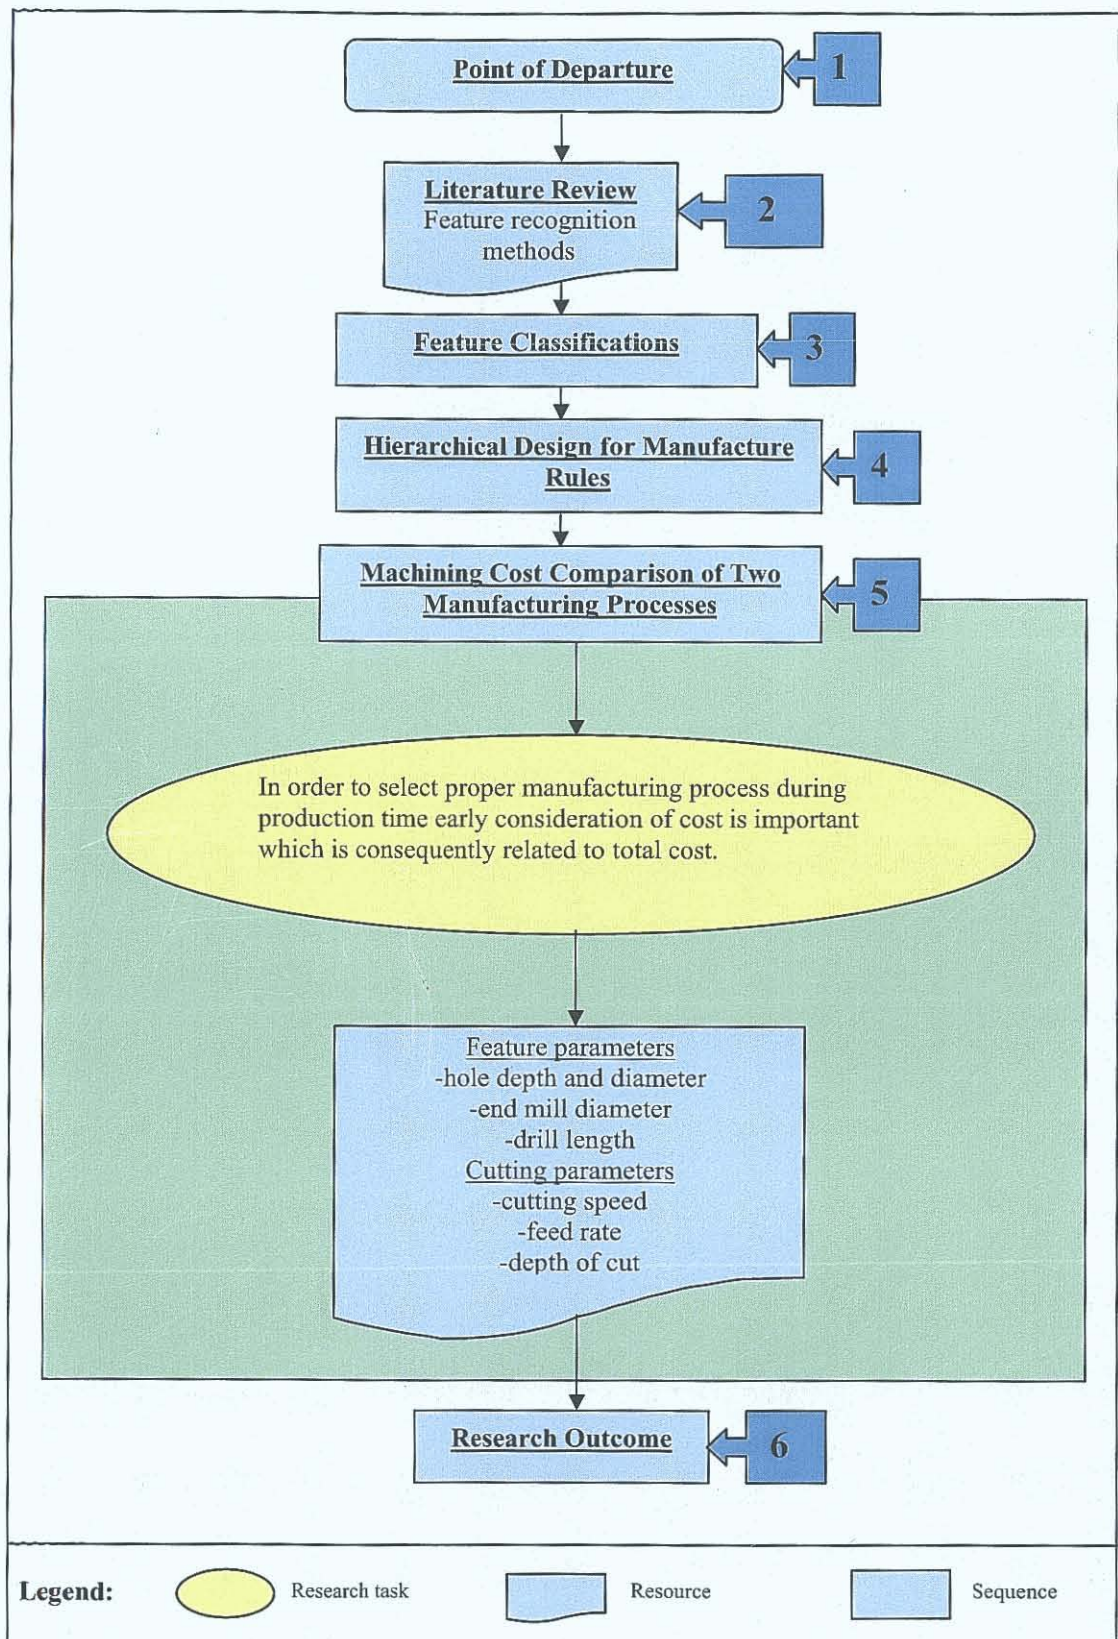 Point of Departure
1
Literature Review
Feature recognition
methods
2
Feature Classifications
3
Hierarchical Design for Manufacture
Rules
4
Machining Cost Comparison of Two
Manufacturing Processes
5
In order to select proper manufacturing process during
production time early consideration of cost is important
which is consequently related to total cost.
Feature parameters
-hole depth and diameter
-end mill diameter
-drill length
Cutting parameters
-cutting speed
-feed rate
-depth of cut
Research Outcome
6
Legend:
Research task
Resource
Sequence